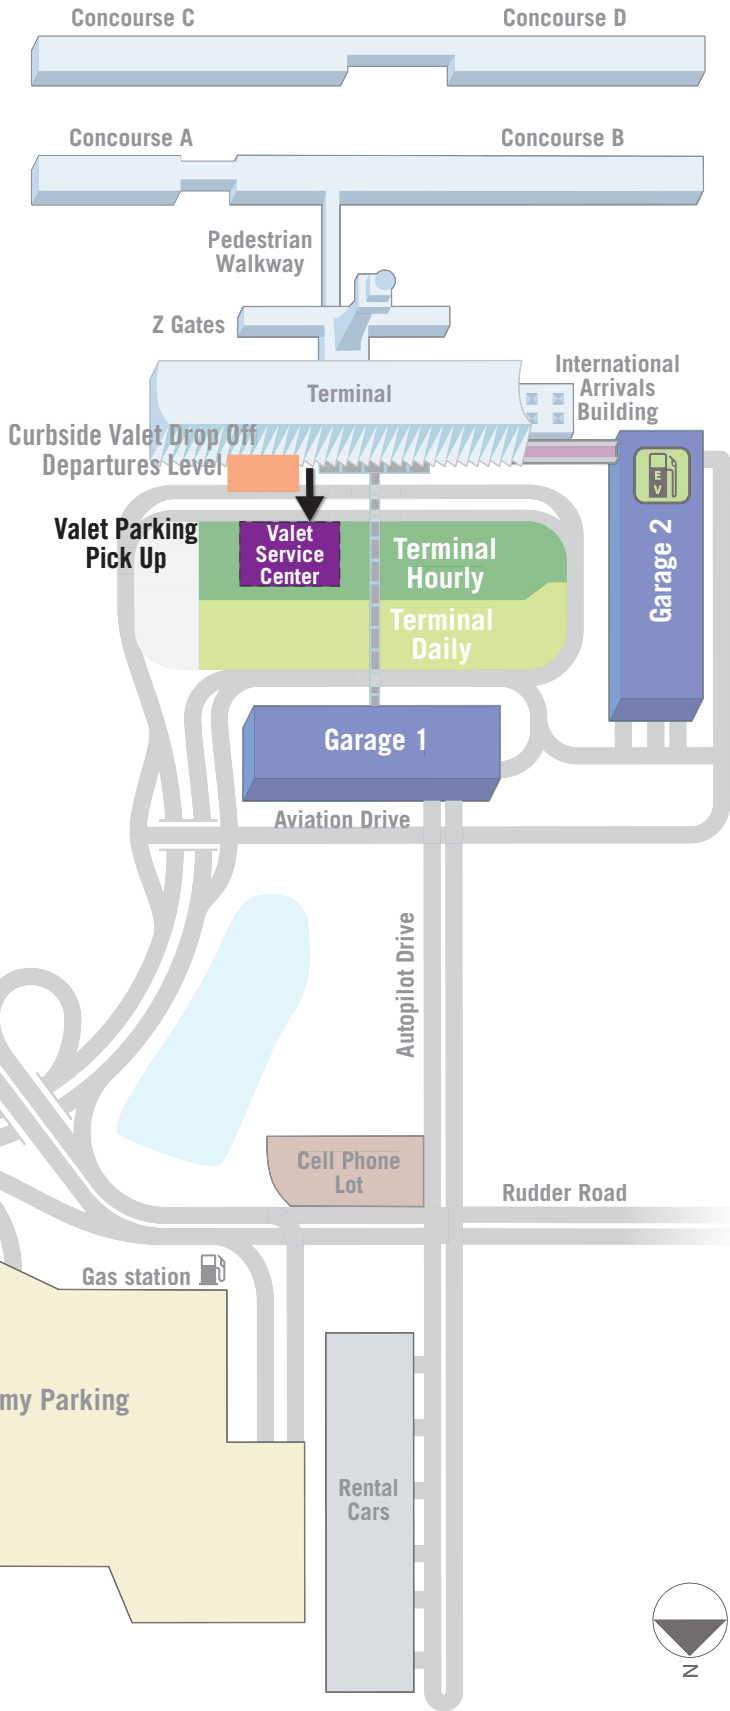 Concourse C
Concourse D
Concourse A
Concourse B
Pedestrian
Walkway
Z Gates
International
Arrivals
Building
Terminal
Curbside Valet Drop Off
Departures Level
Valet Parking
Pick Up
Valet
Service
Center
Terminal
Hourly
Terminal
Daily
E
V
Garage 2
Garage 1
Aviation Drive
Autopilot Drive
Cell Phone
Lot
Rudder Road
Gas station
my Parking
Rental
Cars
N